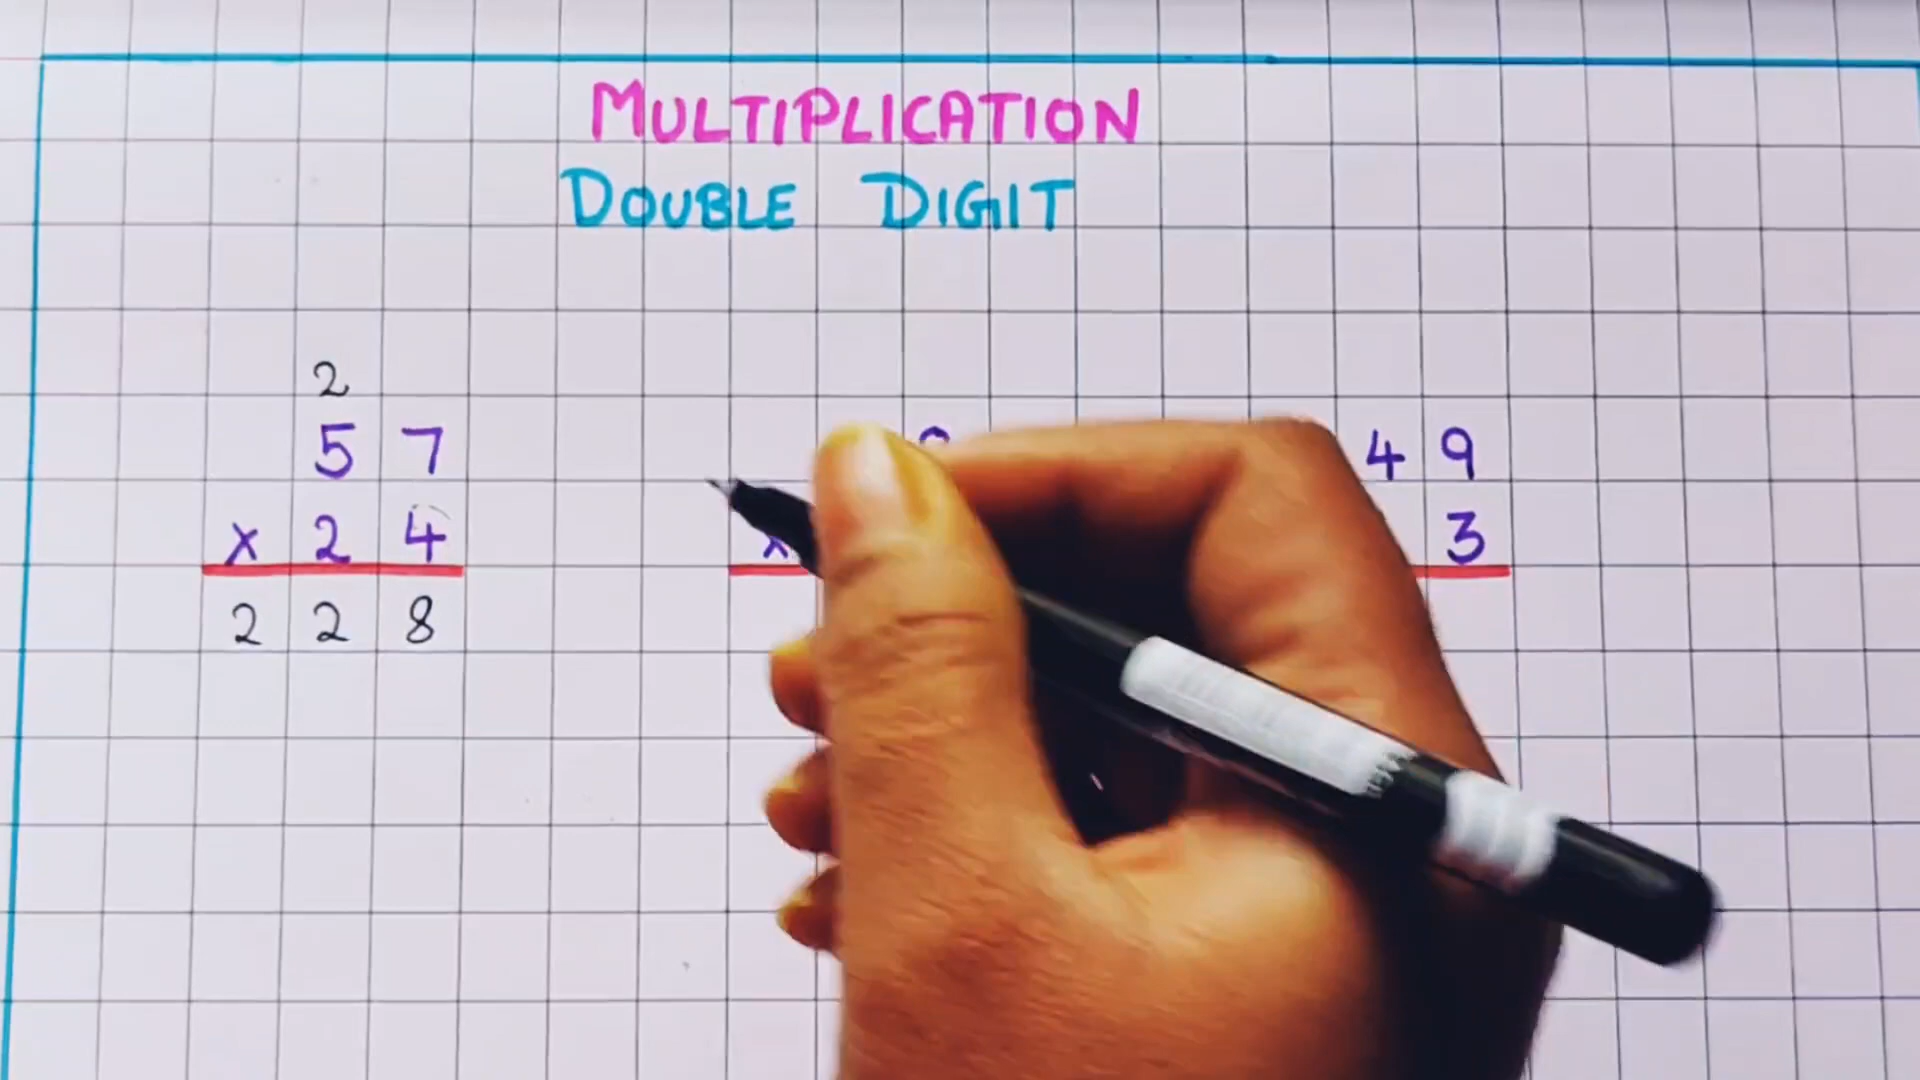 MULTIPLICATION
DOUBLE DIGIT
2
5 7
x 2 4
2 2 8
x
4 9
3